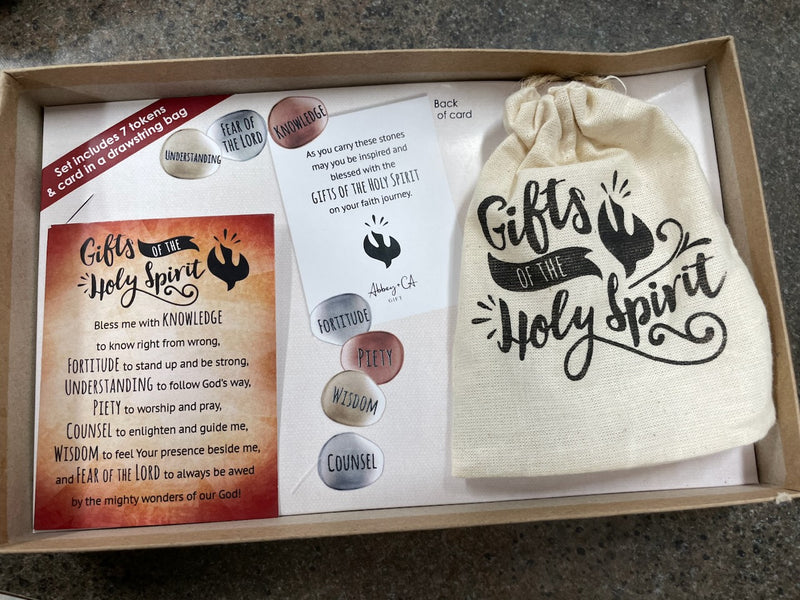 Set includes 7 tokens
& card in a drawstring bag
UNDERSTANDING
FEAR OF
THE LORD
KNOWLEDGE
As you carry these stones
may you be inspired and
blessed with the
GIFTS OF THE HOLY SPIRIT
on your faith journey.
Abbey & CA
GIFT
Back
of card
Gifts
OF THE
Holy Spirit
Bless me with KNOWLEDGE
to know right from wrong,
FORTITUDE to stand up and be strong,
UNDERSTANDING to follow God's way,
PIETY to worship and pray,
COUNSEL to enlighten and guide me,
WISDOM to feel Your presence beside me,
and FEAR OF THE LORD to always be awed
by the mighty wonders of our God!
FORTITUDE
PIETY
WISDOM
COUNSEL
Gifts
OF THE
Holy Spirit